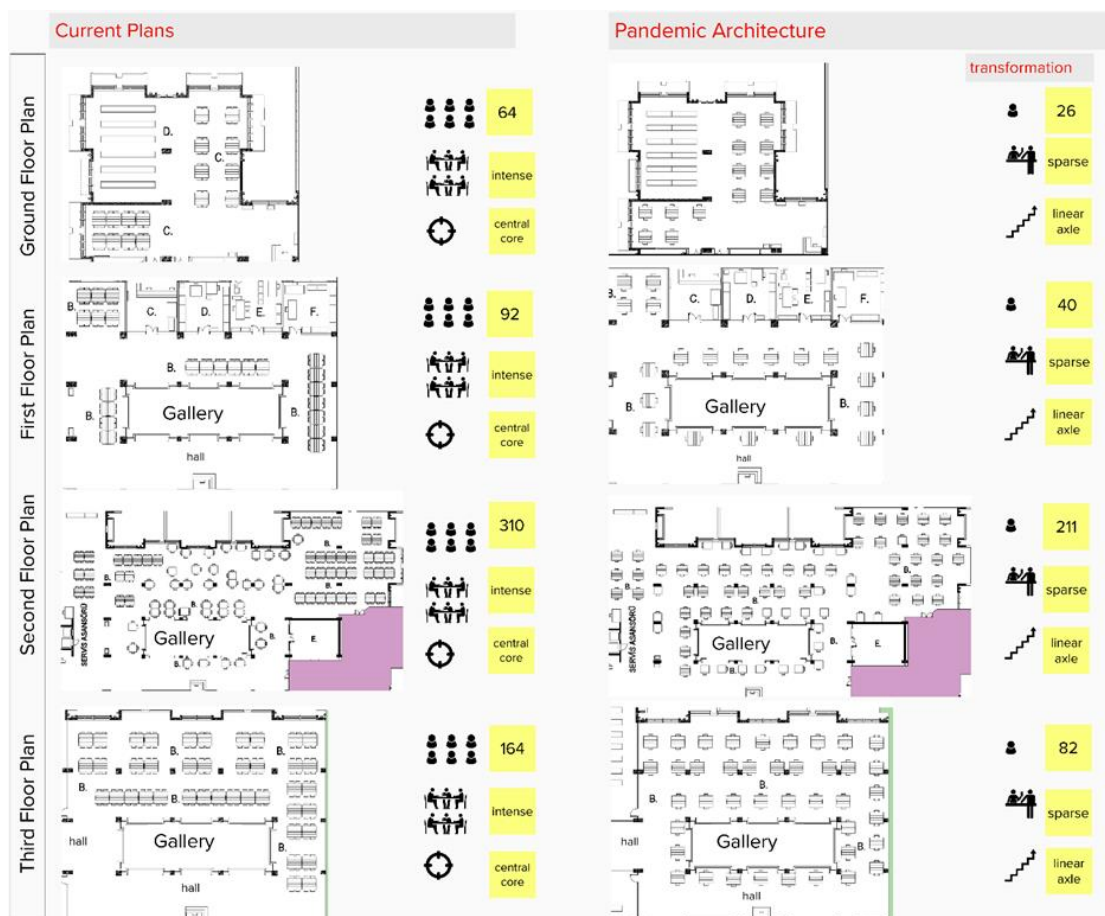 Current Plans
Pandemic Architecture
transformation
Ground Floor Plan
D.
C.
C.
64
intense
central
core
26
sparse
linear
axle
First Floor Plan
B.
C.
D.
E.
F.
B.
B.
Gallery
B.
hall
92
intense
central
core
B.
C.
D.
E.
F.
B.
Gallery
B.
hall
40
sparse
linear
axle
Second Floor Plan
B.
B.
B.
B.
B.
Gallery
B.
B.
E.
SERVİS ASANSÖRÜ
310
intense
central
core
B.
B.
B.
Gallery
B.
B.
E.
SERVİS ASANSÖRÜ
211
sparse
linear
axle
Third Floor Plan
B.
B.
B.
B.
hall
Gallery
B.
hall
164
intense
central
core
B.
B.
hall
Gallery
B.
hall
82
sparse
linear
axle